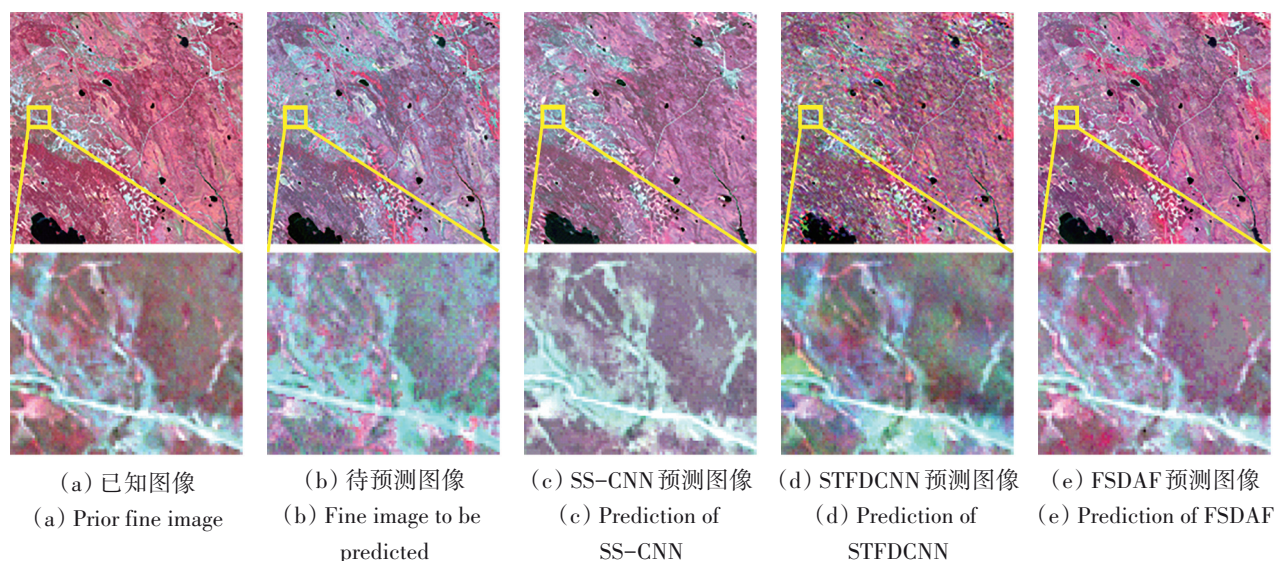 (a) 已知图像
(a) Prior fine image
(b) 待预测图像
(b) Fine image to be
predicted
(c) SS-CNN 预测图像
(c) Prediction of
SS-CNN
(d) STFDCNN 预测图像
(d) Prediction of
STFDCNN
(e) FSDAF 预测图像
(e) Prediction of FSDAF